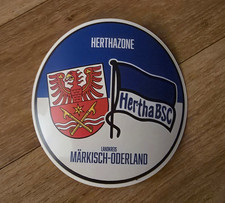 HERTHAZONE
Hertha BSC
LANDKREIS
MÄRKISCH-ODERLAND